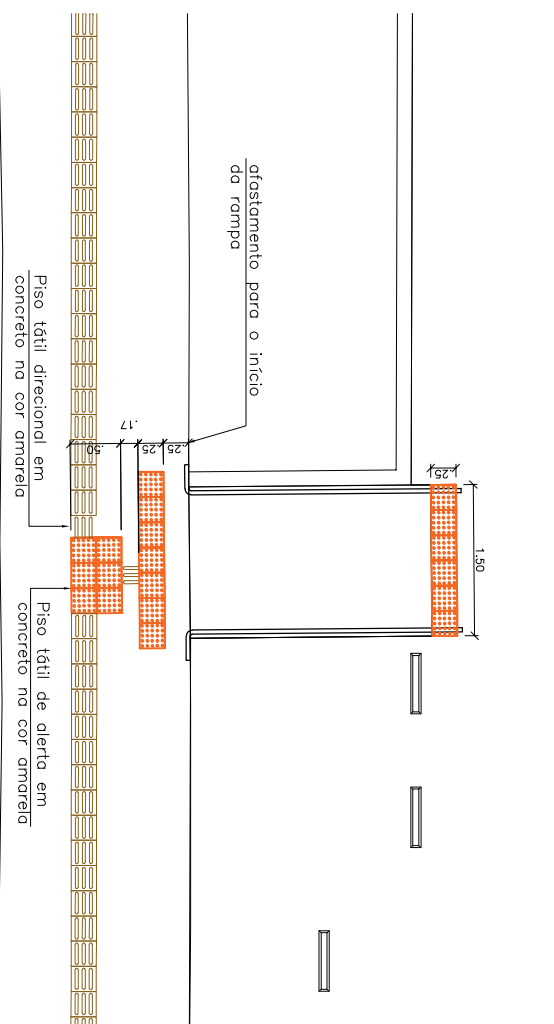 afastamento para o início
da rampa
Piso tátil direcional em
concreto na cor amarela
Piso tátil de alerta em
concreto na cor amarela
.17
.50
.25
.25
.25
1.50